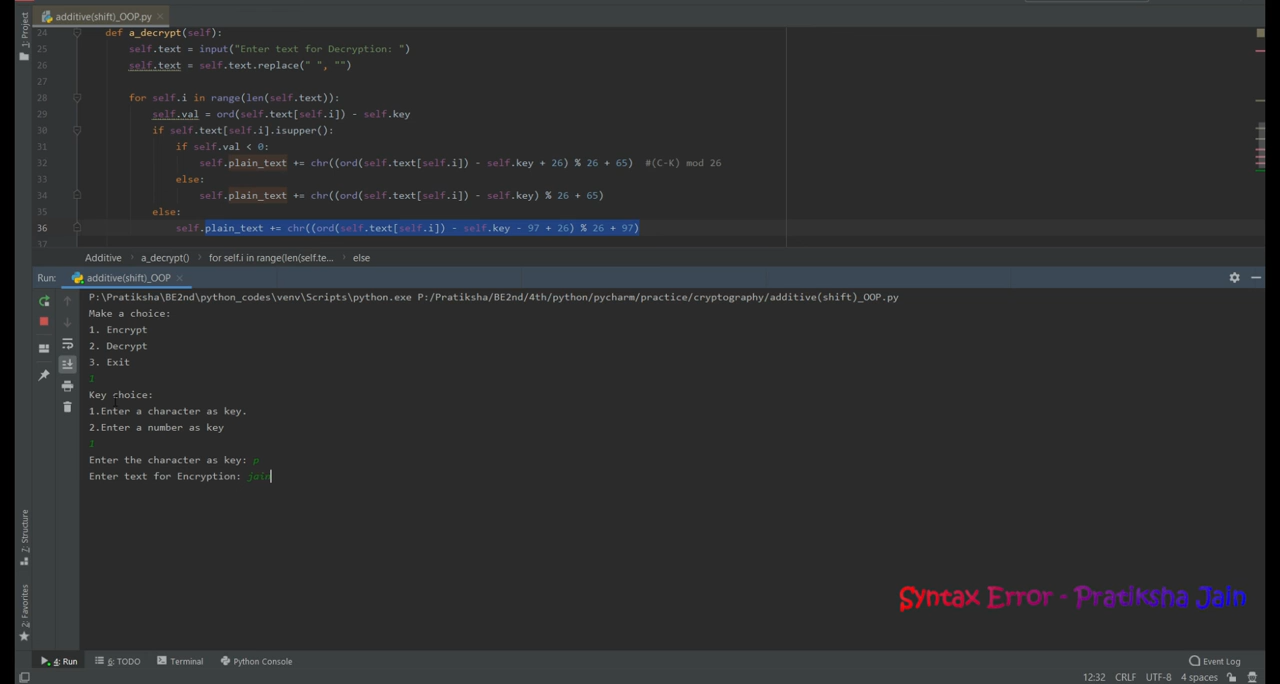 additive(shift)_OOP.py
1: Project
24 def a_decrypt(self):
25 self.text = input("Enter text for Decryption: ")
26 self.text = self.text.replace(" ", "")
27
28 for self.i in range(len(self.text)):
29 self.val = ord(self.text[self.i]) - self.key
30 if self.text[self.i].isupper():
31 if self.val < 0:
32 self.plain_text += chr((ord(self.text[self.i]) - self.key + 26) % 26 + 65) #(C-K) mod 26
33 else:
34 self.plain_text += chr((ord(self.text[self.i]) - self.key) % 26 + 65)
35 else:
36 self.plain_text += chr((ord(self.text[self.i]) - self.key - 97 + 26) % 26 + 97)
37
Additive a_decrypt() for self.i in range(len(self.te... else
Run: additive(shift)_OOP
P:\Pratiksha\BE2nd\python_codes\venv\Scripts\python.exe P:/Pratiksha/BE2nd/4th/python/pycharm/practice/cryptography/additive(shift)_OOP.py
Make a choice:
1. Encrypt
2. Decrypt
3. Exit
1
Key choice:
1.Enter a character as key.
2.Enter a number as key
1
Enter the character as key: p
Enter text for Encryption: jain
7: Structure
2: Favorites
Syntax Error - Pratiksha Jain
4: Run 6: TODO Terminal Python Console Event Log
12:32 CRLF UTF-8 4 spaces